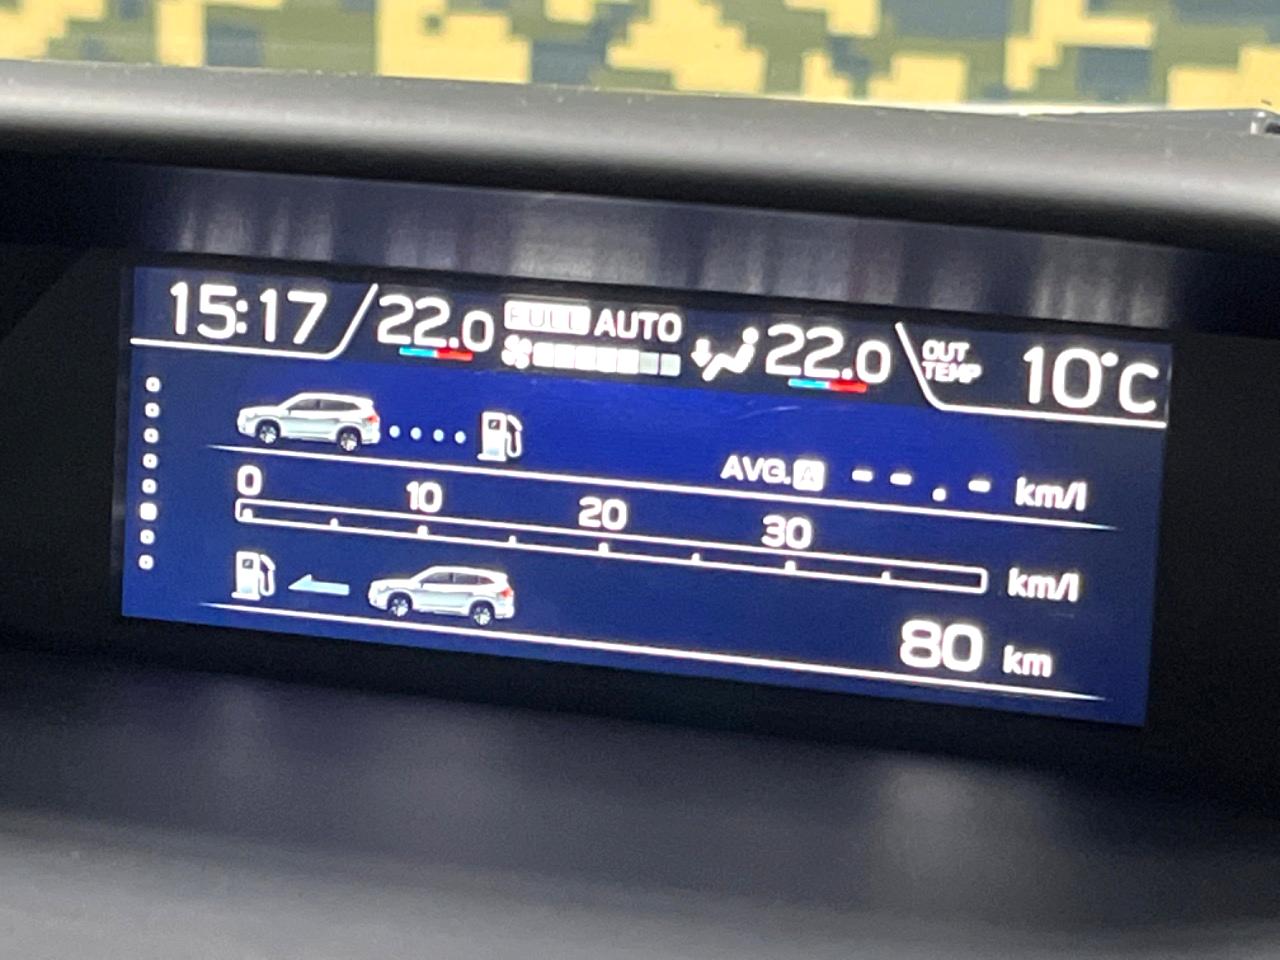 15:17 22.0 FULL AUTO 22.0 OUT TEMP 10°C
AVG. A --.- km/l
0 10 20 30 km/l
80 km